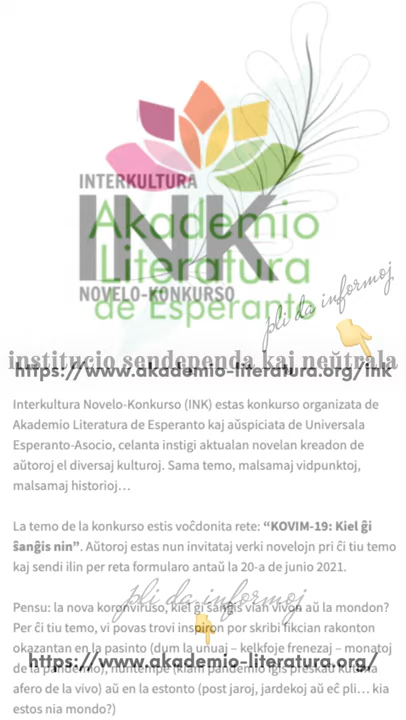 INTERKULTURA
INK
Akademio
Literatura
NOVELO-KONKURSO
de Esperanto
pli da informoj
institucio sendependa kaj neŭtrala
https://www.akademio-literatura.org/ink
Interkultura Novelo-Konkurso (INK) estas konkurso organizata de
Akademio Literatura de Esperanto kaj aŭspiciata de Universala
Esperanto-Asocio, celanta instigi aktualan novelan kreadon de
aŭtoroj el diversaj kulturoj. Sama temo, malsamaj vidpunktoj,
malsamaj historioj…
La temo de la konkurso estis voĉdonita rete: “KOVIM-19: Kiel ĝi
ŝanĝis nin”. Aŭtoroj estas nun invitataj verki novelojn pri ĉi tiu temo
kaj sendi ilin per reta formularo antaŭ la 20-a de junio 2021.
pli da informoj
Pensu: la nova koronviruso, kiel ĝi ŝanĝis vian vivon aŭ la mondon?
Per ĉi tiu temo, vi povas trovi inspiron por skribi fikcian rakonton
okazantan en la pasinto (dum la unuaj – kelkfoje frenezaj – monatoj
https://www.akademio-literatura.org/
de la pandemio), nuntempe (kiam pandemio iĝis preskaŭ kutima
afero de la vivo) aŭ en la estonto (post jaroj, jardekoj aŭ eĉ pli… kia
estos nia mondo?)